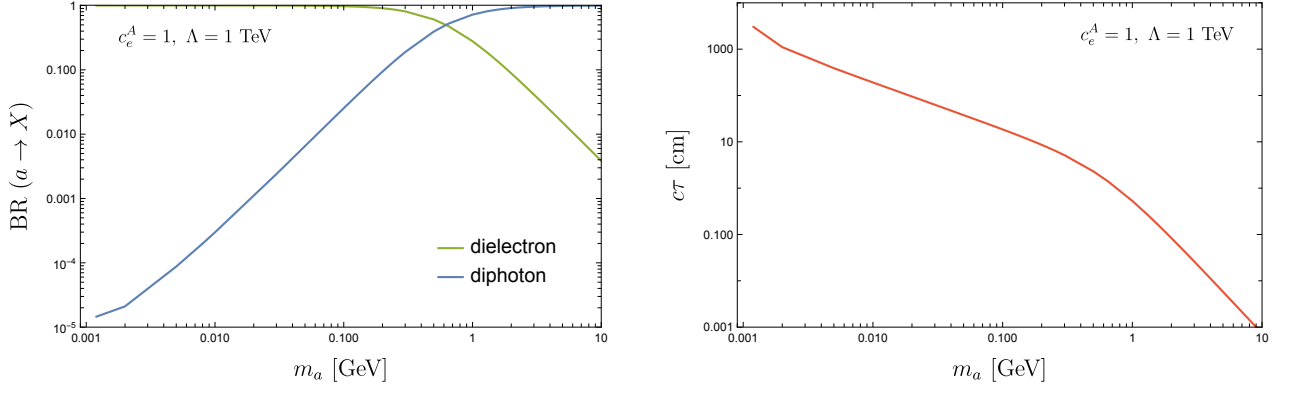 1
0.100
0.010
0.001
10⁻⁴
10⁻⁵
BR (a → X)
c_e^A = 1, Λ = 1 TeV
dielectron
diphoton
0.001 0.010 0.100 1 10
m_a [GeV]
1000
10
0.100
0.001
cτ [cm]
c_e^A = 1, Λ = 1 TeV
0.001 0.010 0.100 1 10
m_a [GeV]